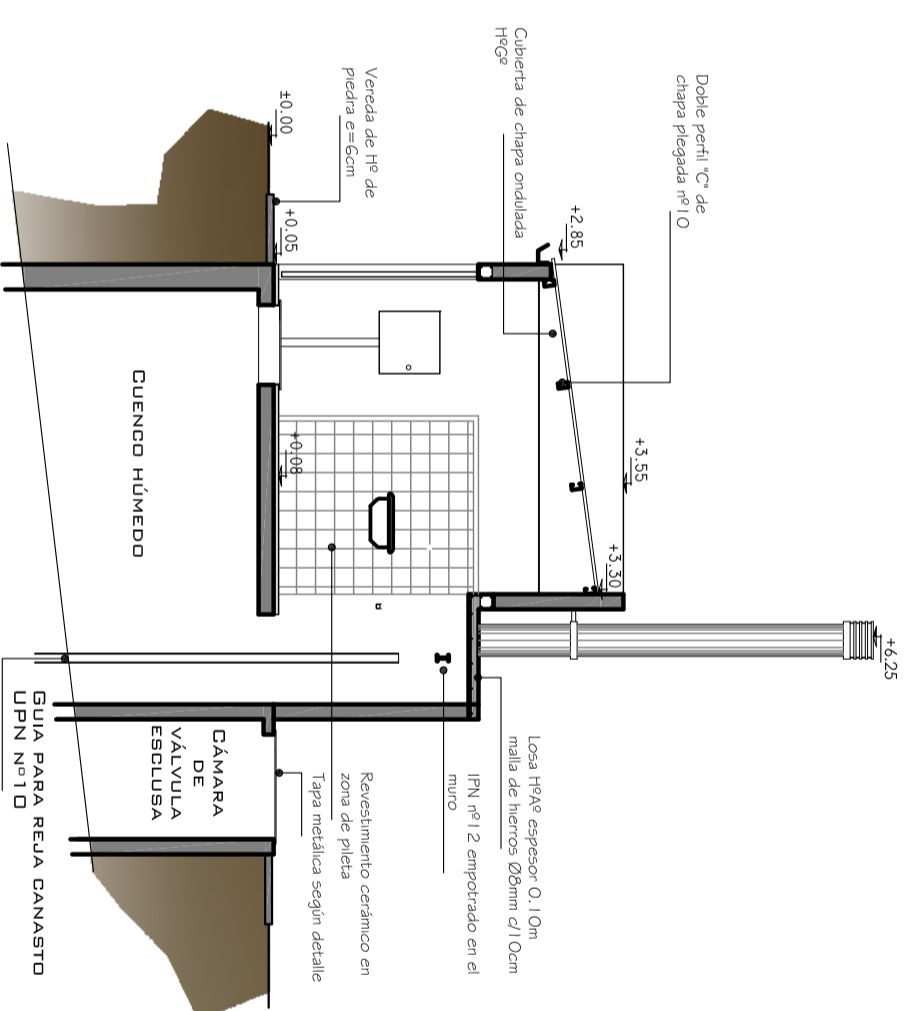 +6.25
Doble perfil "C" de
chapa plegada nº10
Cubierta de chapa ondulada
HºGº
+2.85
+3.55
+3.30
Vereda de Hº de
piedra e=6cm
±0.00
+0.05
+0.08
CUENCO HÚMEDO
Losa HºAº espesor 0.10m
malla de hierros Ø8mm c/10cm
IPN nº12 empotrado en el
muro
Revestimiento cerámico en
zona de pileta
Tapa metálica según detalle
CÁMARA
DE
VÁLVULA
ESCLUSA
GUIA PARA REJA CANASTO
UPN Nº10